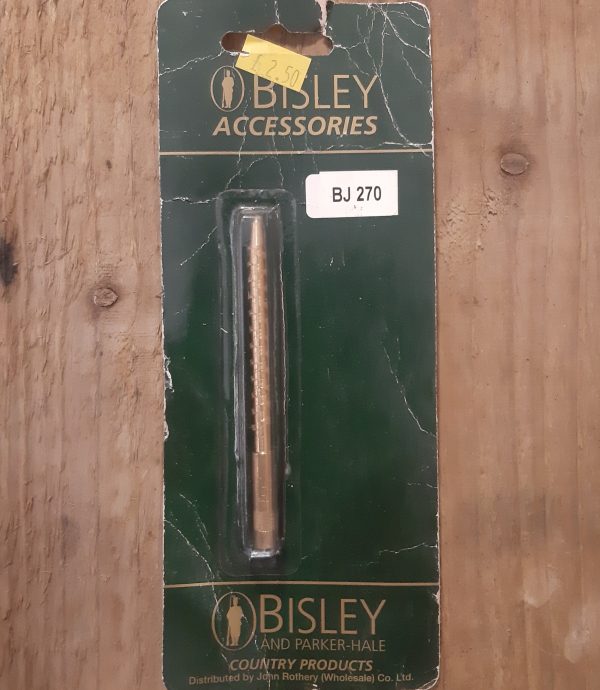 £2.50
BISLEY
ACCESSORIES
BJ 270
BISLEY
AND PARKER-HALE
COUNTRY PRODUCTS
Distributed by John Rothery (Wholesale) Co. Ltd.